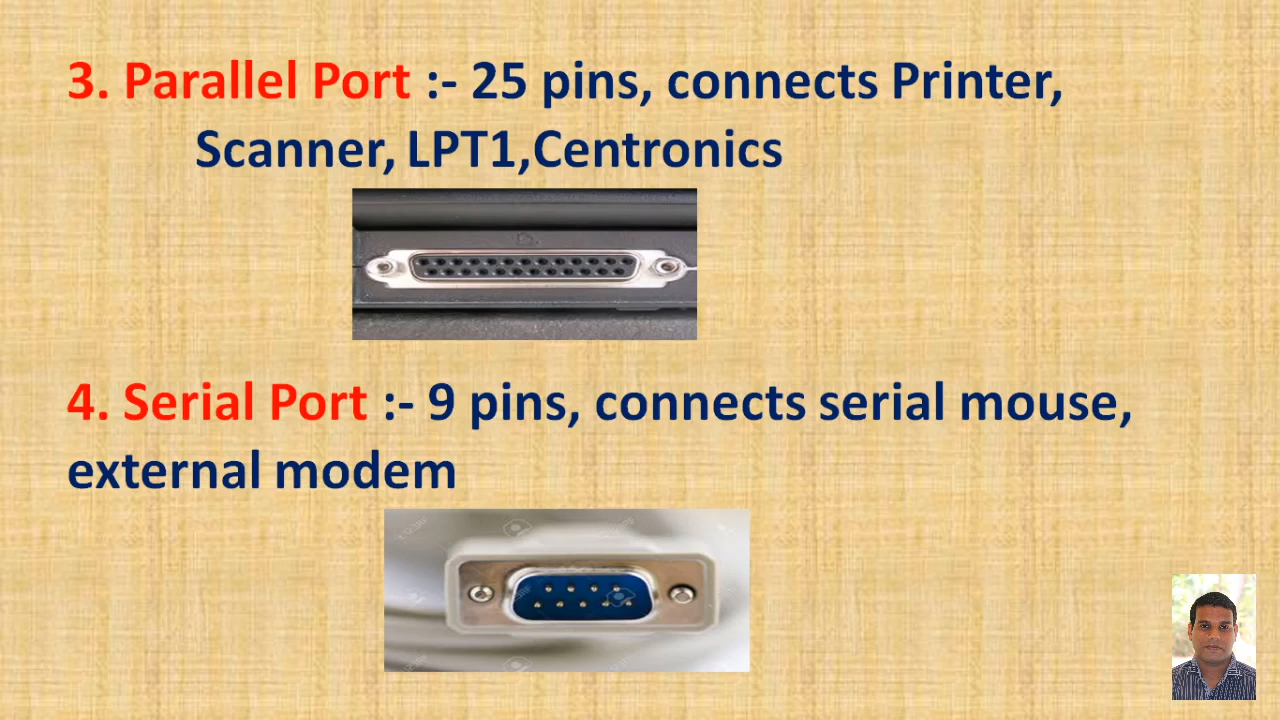 3. Parallel Port :- 25 pins, connects Printer,
Scanner, LPT1,Centronics
4. Serial Port :- 9 pins, connects serial mouse,
external modem